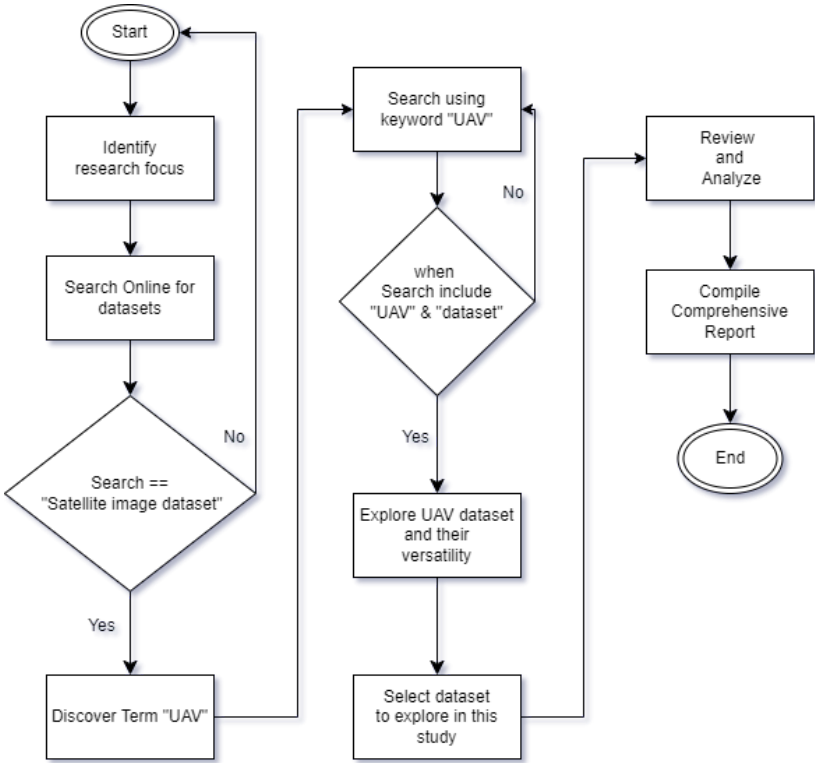 Start
Identify
research focus
Search Online for
datasets
No
Search ==
"Satellite image dataset"
Yes
Discover Term "UAV"
Search using
keyword "UAV"
No
when
Search include
"UAV" & "dataset"
Yes
Explore UAV dataset
and their
versatility
Select dataset
to explore in this
study
Review
and
Analyze
Compile
Comprehensive
Report
End